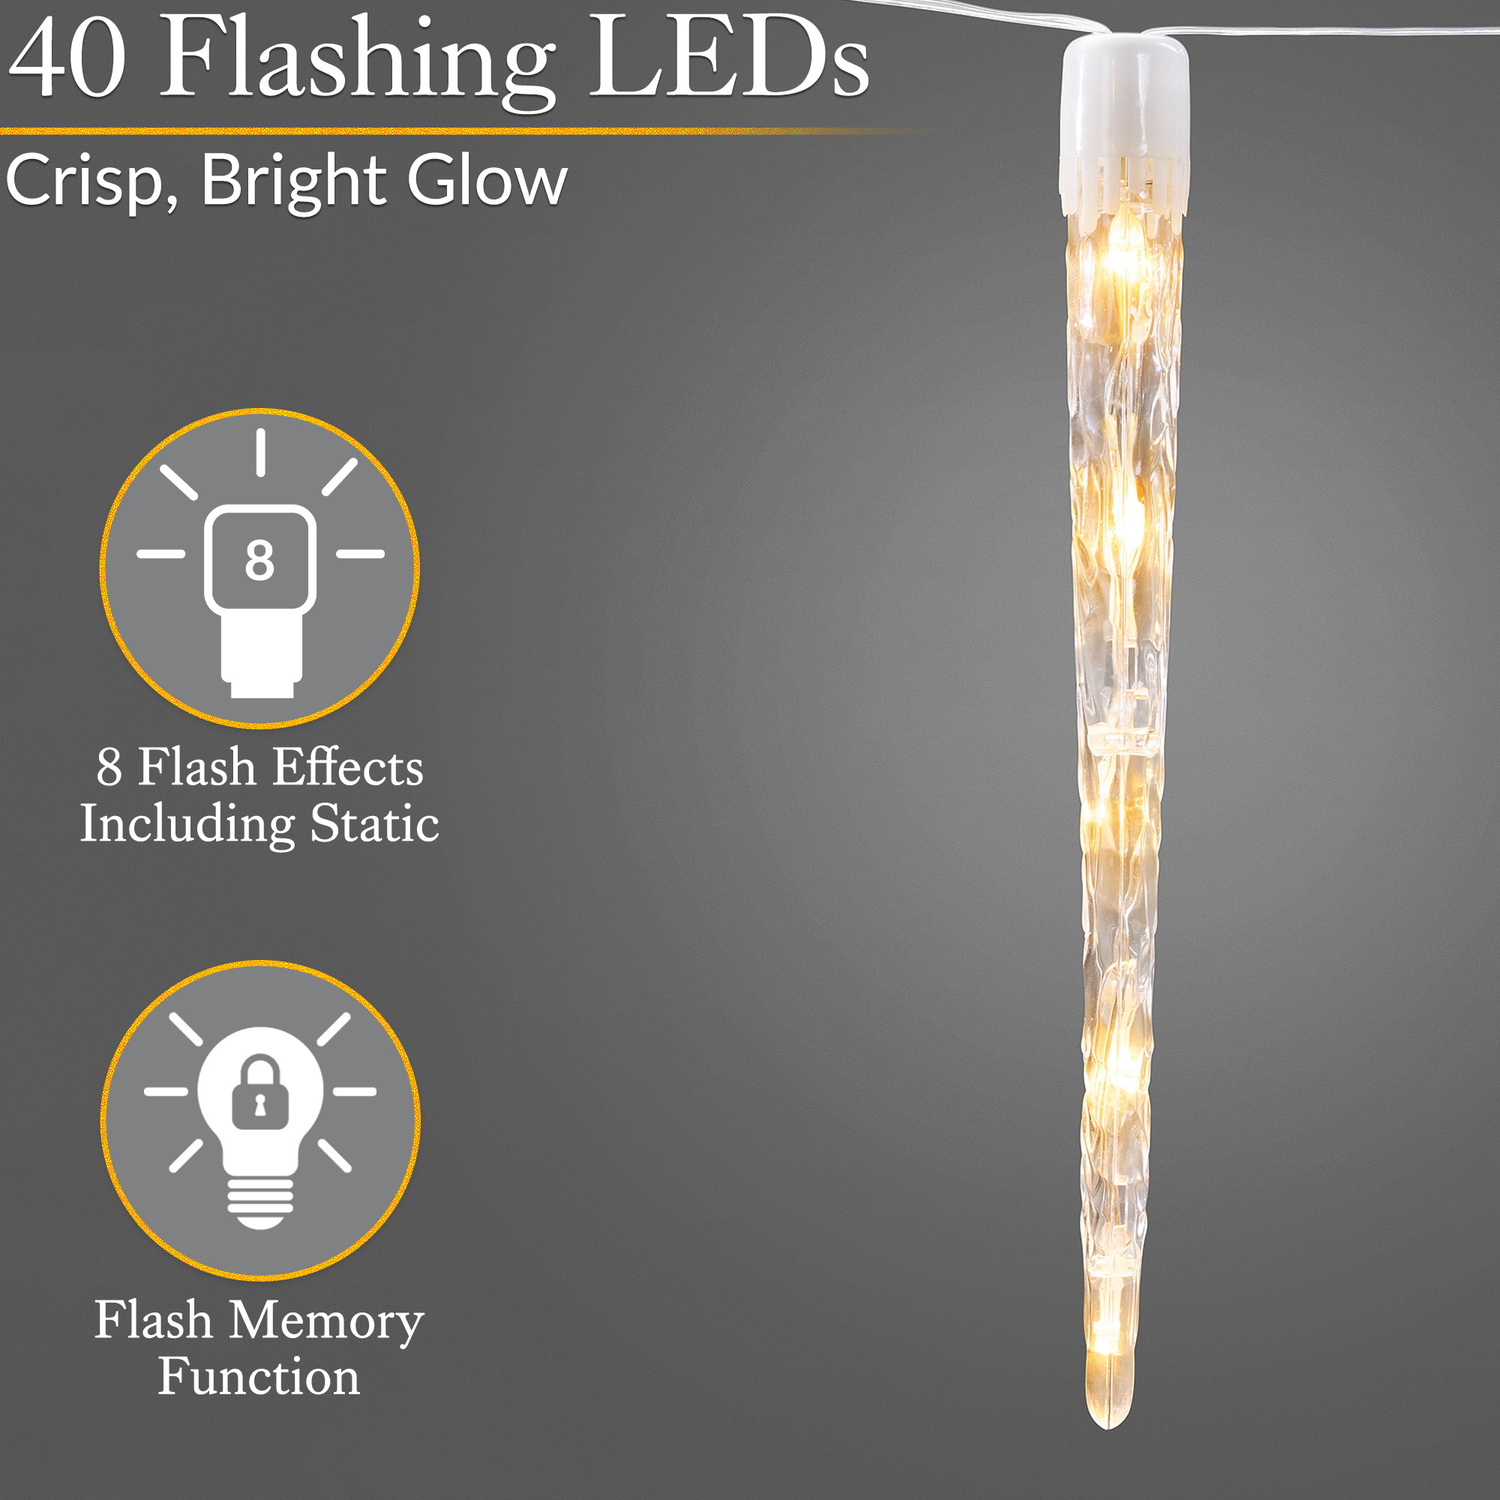 40 Flashing LEDs
Crisp, Bright Glow
8
8 Flash Effects
Including Static
Flash Memory
Function